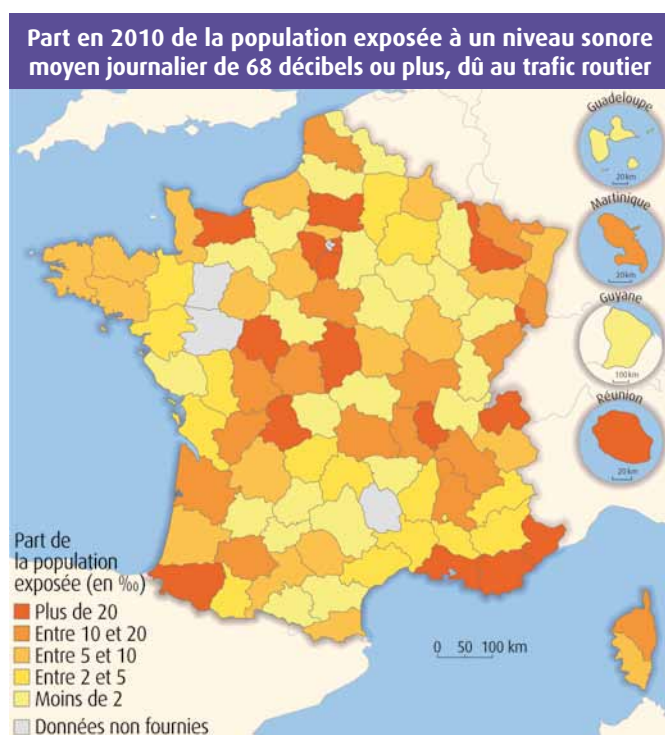 Part en 2010 de la population exposée à un niveau sonore
moyen journalier de 68 décibels ou plus, dû au trafic routier
Guadeloupe
20 km
Martinique
20 km
Guyane
100 km
Réunion
20 km
Part de
la population
exposée (en ‰)
Plus de 20
Entre 10 et 20
Entre 5 et 10
Entre 2 et 5
Moins de 2
Données non fournies
0 50 100 km